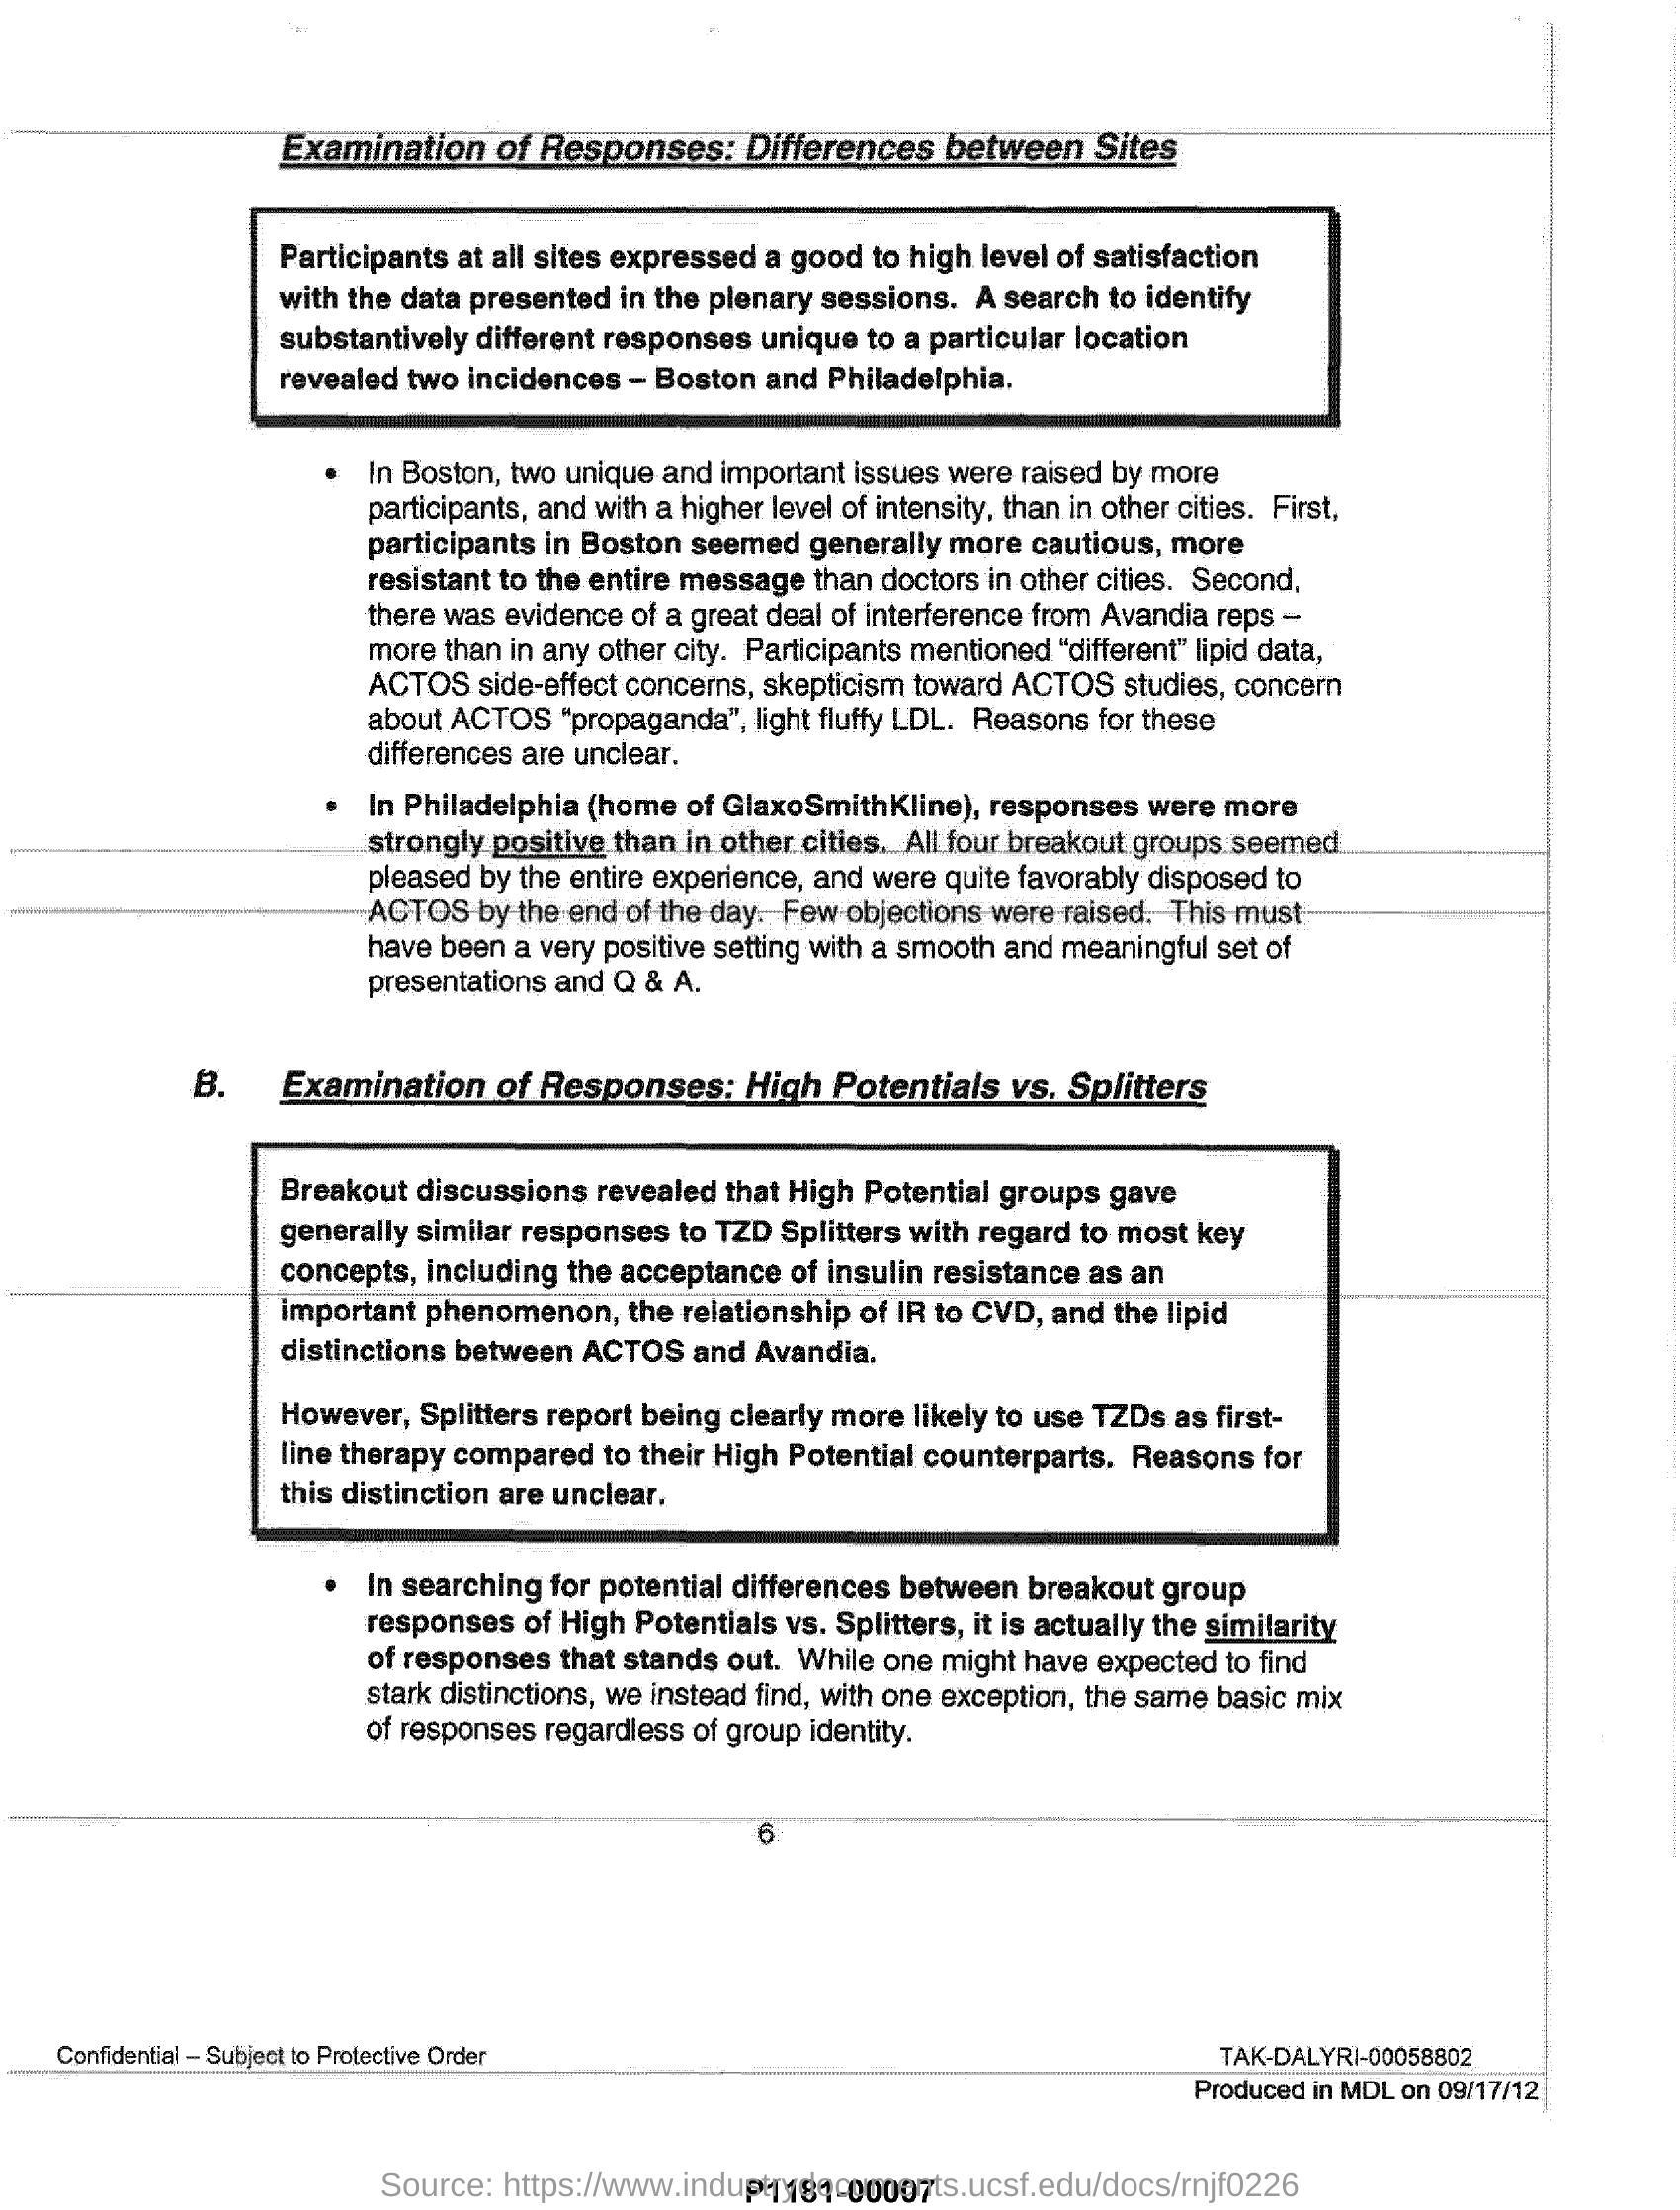 Examination of Responses: Differences between Sites
Participants at all sites expressed a good to high level of satisfaction
with the data presented in the plenary sessions. A search to identify
substantively different responses unique to a particular location
revealed two incidences – Boston and Philadelphia.
• In Boston, two unique and important issues were raised by more
participants, and with a higher level of intensity, than in other cities. First,
participants in Boston seemed generally more cautious, more
resistant to the entire message than doctors in other cities. Second,
there was evidence of a great deal of interference from Avandia reps –
more than in any other city. Participants mentioned “different” lipid data,
ACTOS side-effect concerns, skepticism toward ACTOS studies, concern
about ACTOS “propaganda”, light fluffy LDL. Reasons for these
differences are unclear.
• In Philadelphia (home of GlaxoSmithKline), responses were more
strongly positive than in other cities. All four breakout groups seemed
pleased by the entire experience, and were quite favorably disposed to
ACTOS by the end of the day. Few objections were raised. This must
have been a very positive setting with a smooth and meaningful set of
presentations and Q & A.
B. Examination of Responses: High Potentials vs. Splitters
Breakout discussions revealed that High Potential groups gave
generally similar responses to TZD Splitters with regard to most key
concepts, including the acceptance of insulin resistance as an
important phenomenon, the relationship of IR to CVD, and the lipid
distinctions between ACTOS and Avandia.
However, Splitters report being clearly more likely to use TZDs as first-
line therapy compared to their High Potential counterparts. Reasons for
this distinction are unclear.
• In searching for potential differences between breakout group
responses of High Potentials vs. Splitters, it is actually the similarity
of responses that stands out. While one might have expected to find
stark distinctions, we instead find, with one exception, the same basic mix
of responses regardless of group identity.
6
Confidential – Subject to Protective Order
TAK-DALYRI-00058802
Produced in MDL on 09/17/12
Source: https://www.industrydocuments.ucsf.edu/docs/rnjf0226
P1181-00007